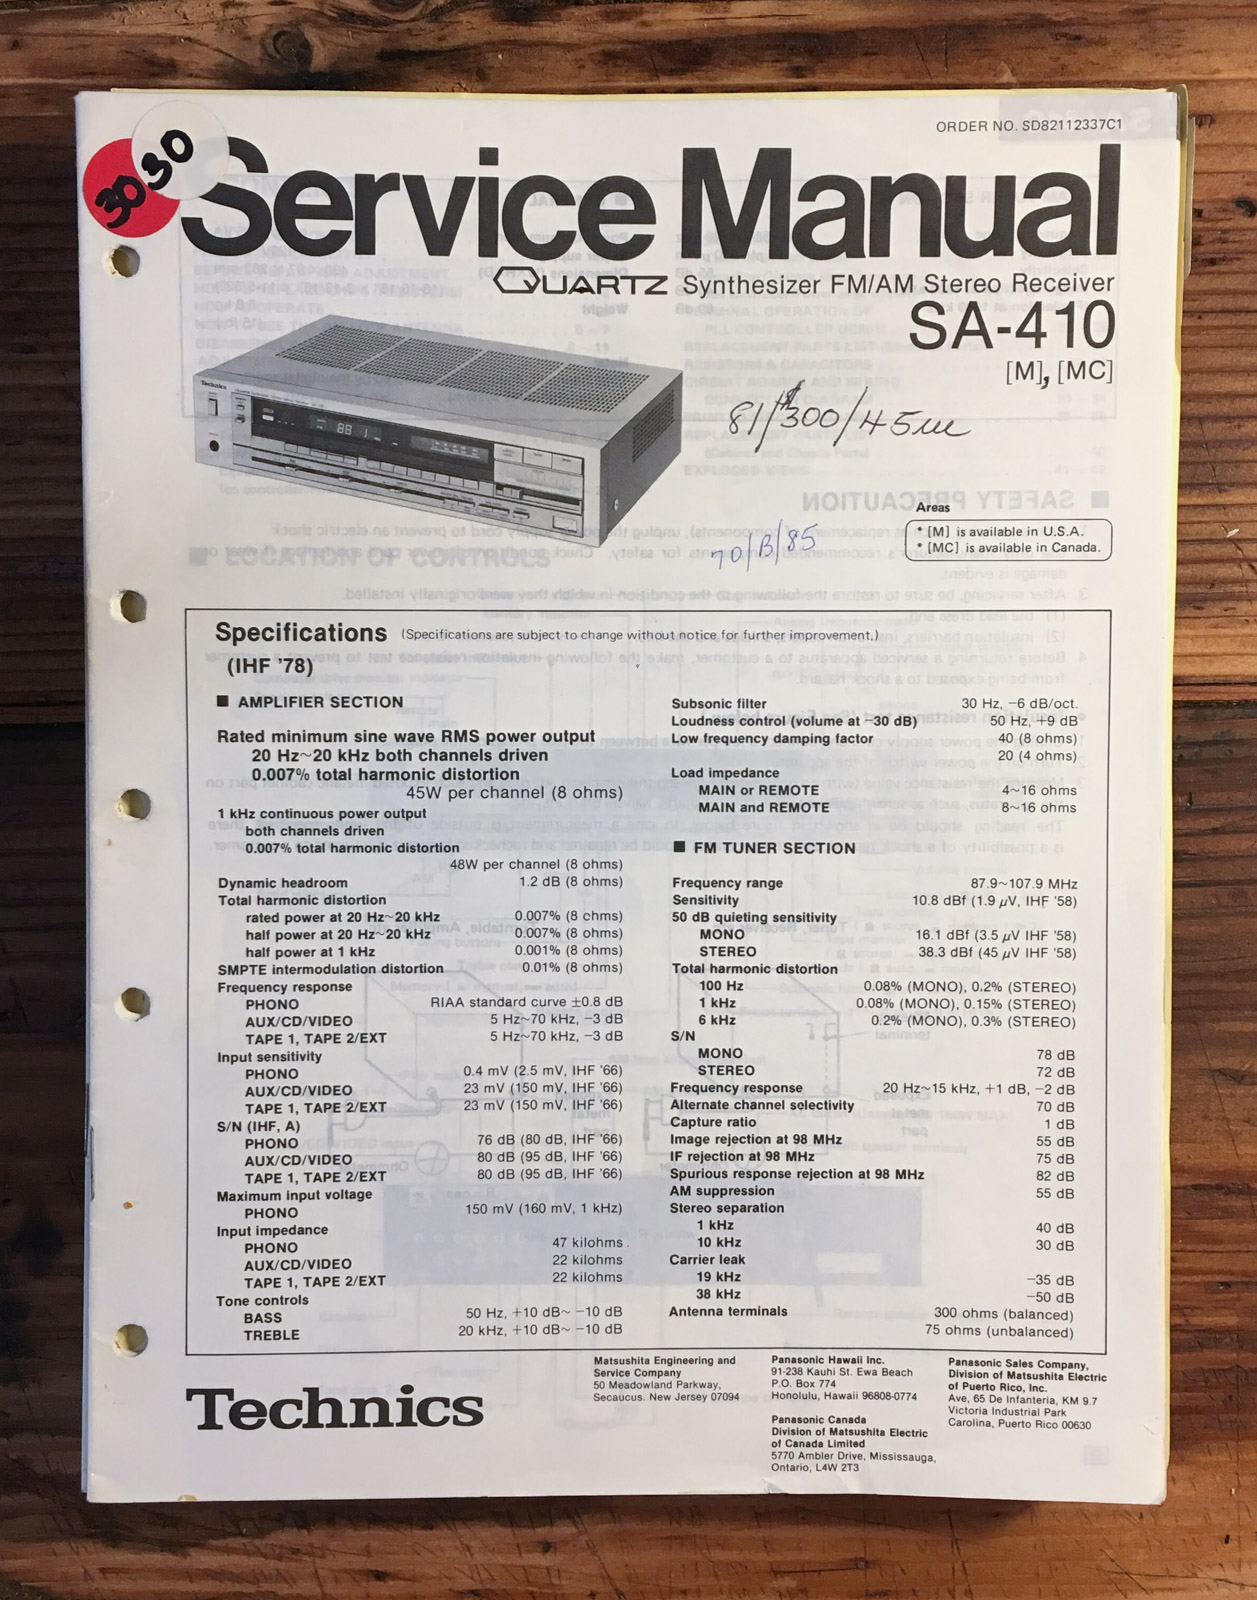 ORDER NO. SD82112337C1
30
30
Service Manual
QUARTZ Synthesizer FM/AM Stereo Receiver
SA-410
[M], [MC]
Technics
88 1
81/$300/45w
70/B/85
Areas
* [M] is available in U.S.A.
* [MC] is available in Canada.
Specifications (Specifications are subject to change without notice for further improvement.)
(IHF '78)
■ AMPLIFIER SECTION
Rated minimum sine wave RMS power output
20 Hz~20 kHz both channels driven
0.007% total harmonic distortion
45W per channel (8 ohms)
1 kHz continuous power output
both channels driven
0.007% total harmonic distortion
48W per channel (8 ohms)
Dynamic headroom 1.2 dB (8 ohms)
Total harmonic distortion
rated power at 20 Hz~20 kHz 0.007% (8 ohms)
half power at 20 Hz~20 kHz 0.007% (8 ohms)
half power at 1 kHz 0.001% (8 ohms)
SMPTE intermodulation distortion 0.01% (8 ohms)
Frequency response
PHONO RIAA standard curve ±0.8 dB
AUX/CD/VIDEO 5 Hz~70 kHz, −3 dB
TAPE 1, TAPE 2/EXT 5 Hz~70 kHz, −3 dB
Input sensitivity
PHONO 0.4 mV (2.5 mV, IHF '66)
AUX/CD/VIDEO 23 mV (150 mV, IHF '66)
TAPE 1, TAPE 2/EXT 23 mV (150 mV, IHF '66)
S/N (IHF, A)
PHONO 76 dB (80 dB, IHF '66)
AUX/CD/VIDEO 80 dB (95 dB, IHF '66)
TAPE 1, TAPE 2/EXT 80 dB (95 dB, IHF '66)
Maximum input voltage
PHONO 150 mV (160 mV, 1 kHz)
Input impedance
PHONO 47 kilohms
AUX/CD/VIDEO 22 kilohms
TAPE 1, TAPE 2/EXT 22 kilohms
Tone controls
BASS 50 Hz, +10 dB~ −10 dB
TREBLE 20 kHz, +10 dB~ −10 dB
Subsonic filter 30 Hz, −6 dB/oct.
Loudness control (volume at −30 dB) 50 Hz, +9 dB
Low frequency damping factor 40 (8 ohms)
20 (4 ohms)
Load impedance
MAIN or REMOTE 4~16 ohms
MAIN and REMOTE 8~16 ohms
■ FM TUNER SECTION
Frequency range 87.9~107.9 MHz
Sensitivity 10.8 dBf (1.9 μV, IHF '58)
50 dB quieting sensitivity
MONO 16.1 dBf (3.5 μV IHF '58)
STEREO 38.3 dBf (45 μV IHF '58)
Total harmonic distortion
100 Hz 0.08% (MONO), 0.2% (STEREO)
1 kHz 0.08% (MONO), 0.15% (STEREO)
6 kHz 0.2% (MONO), 0.3% (STEREO)
S/N
MONO 78 dB
STEREO 72 dB
Frequency response 20 Hz~15 kHz, +1 dB, −2 dB
Alternate channel selectivity 70 dB
Capture ratio 1 dB
Image rejection at 98 MHz 55 dB
IF rejection at 98 MHz 75 dB
Spurious response rejection at 98 MHz 82 dB
AM suppression 55 dB
Stereo separation
1 kHz 40 dB
10 kHz 30 dB
Carrier leak
19 kHz −35 dB
38 kHz −50 dB
Antenna terminals 300 ohms (balanced)
75 ohms (unbalanced)
Technics
Matsushita Engineering and
Service Company
50 Meadowland Parkway,
Secaucus. New Jersey 07094
Panasonic Hawaii Inc.
91-238 Kauhi St. Ewa Beach
P.O. Box 774
Honolulu, Hawaii 96808-0774
Panasonic Canada
Division of Matsushita Electric
of Canada Limited
5770 Ambler Drive, Mississauga,
Ontario, L4W 2T3
Panasonic Sales Company,
Division of Matsushita Electric
of Puerto Rico, Inc.
Ave, 65 De Infanteria, KM 9.7
Victoria Industrial Park
Carolina, Puerto Rico 00630